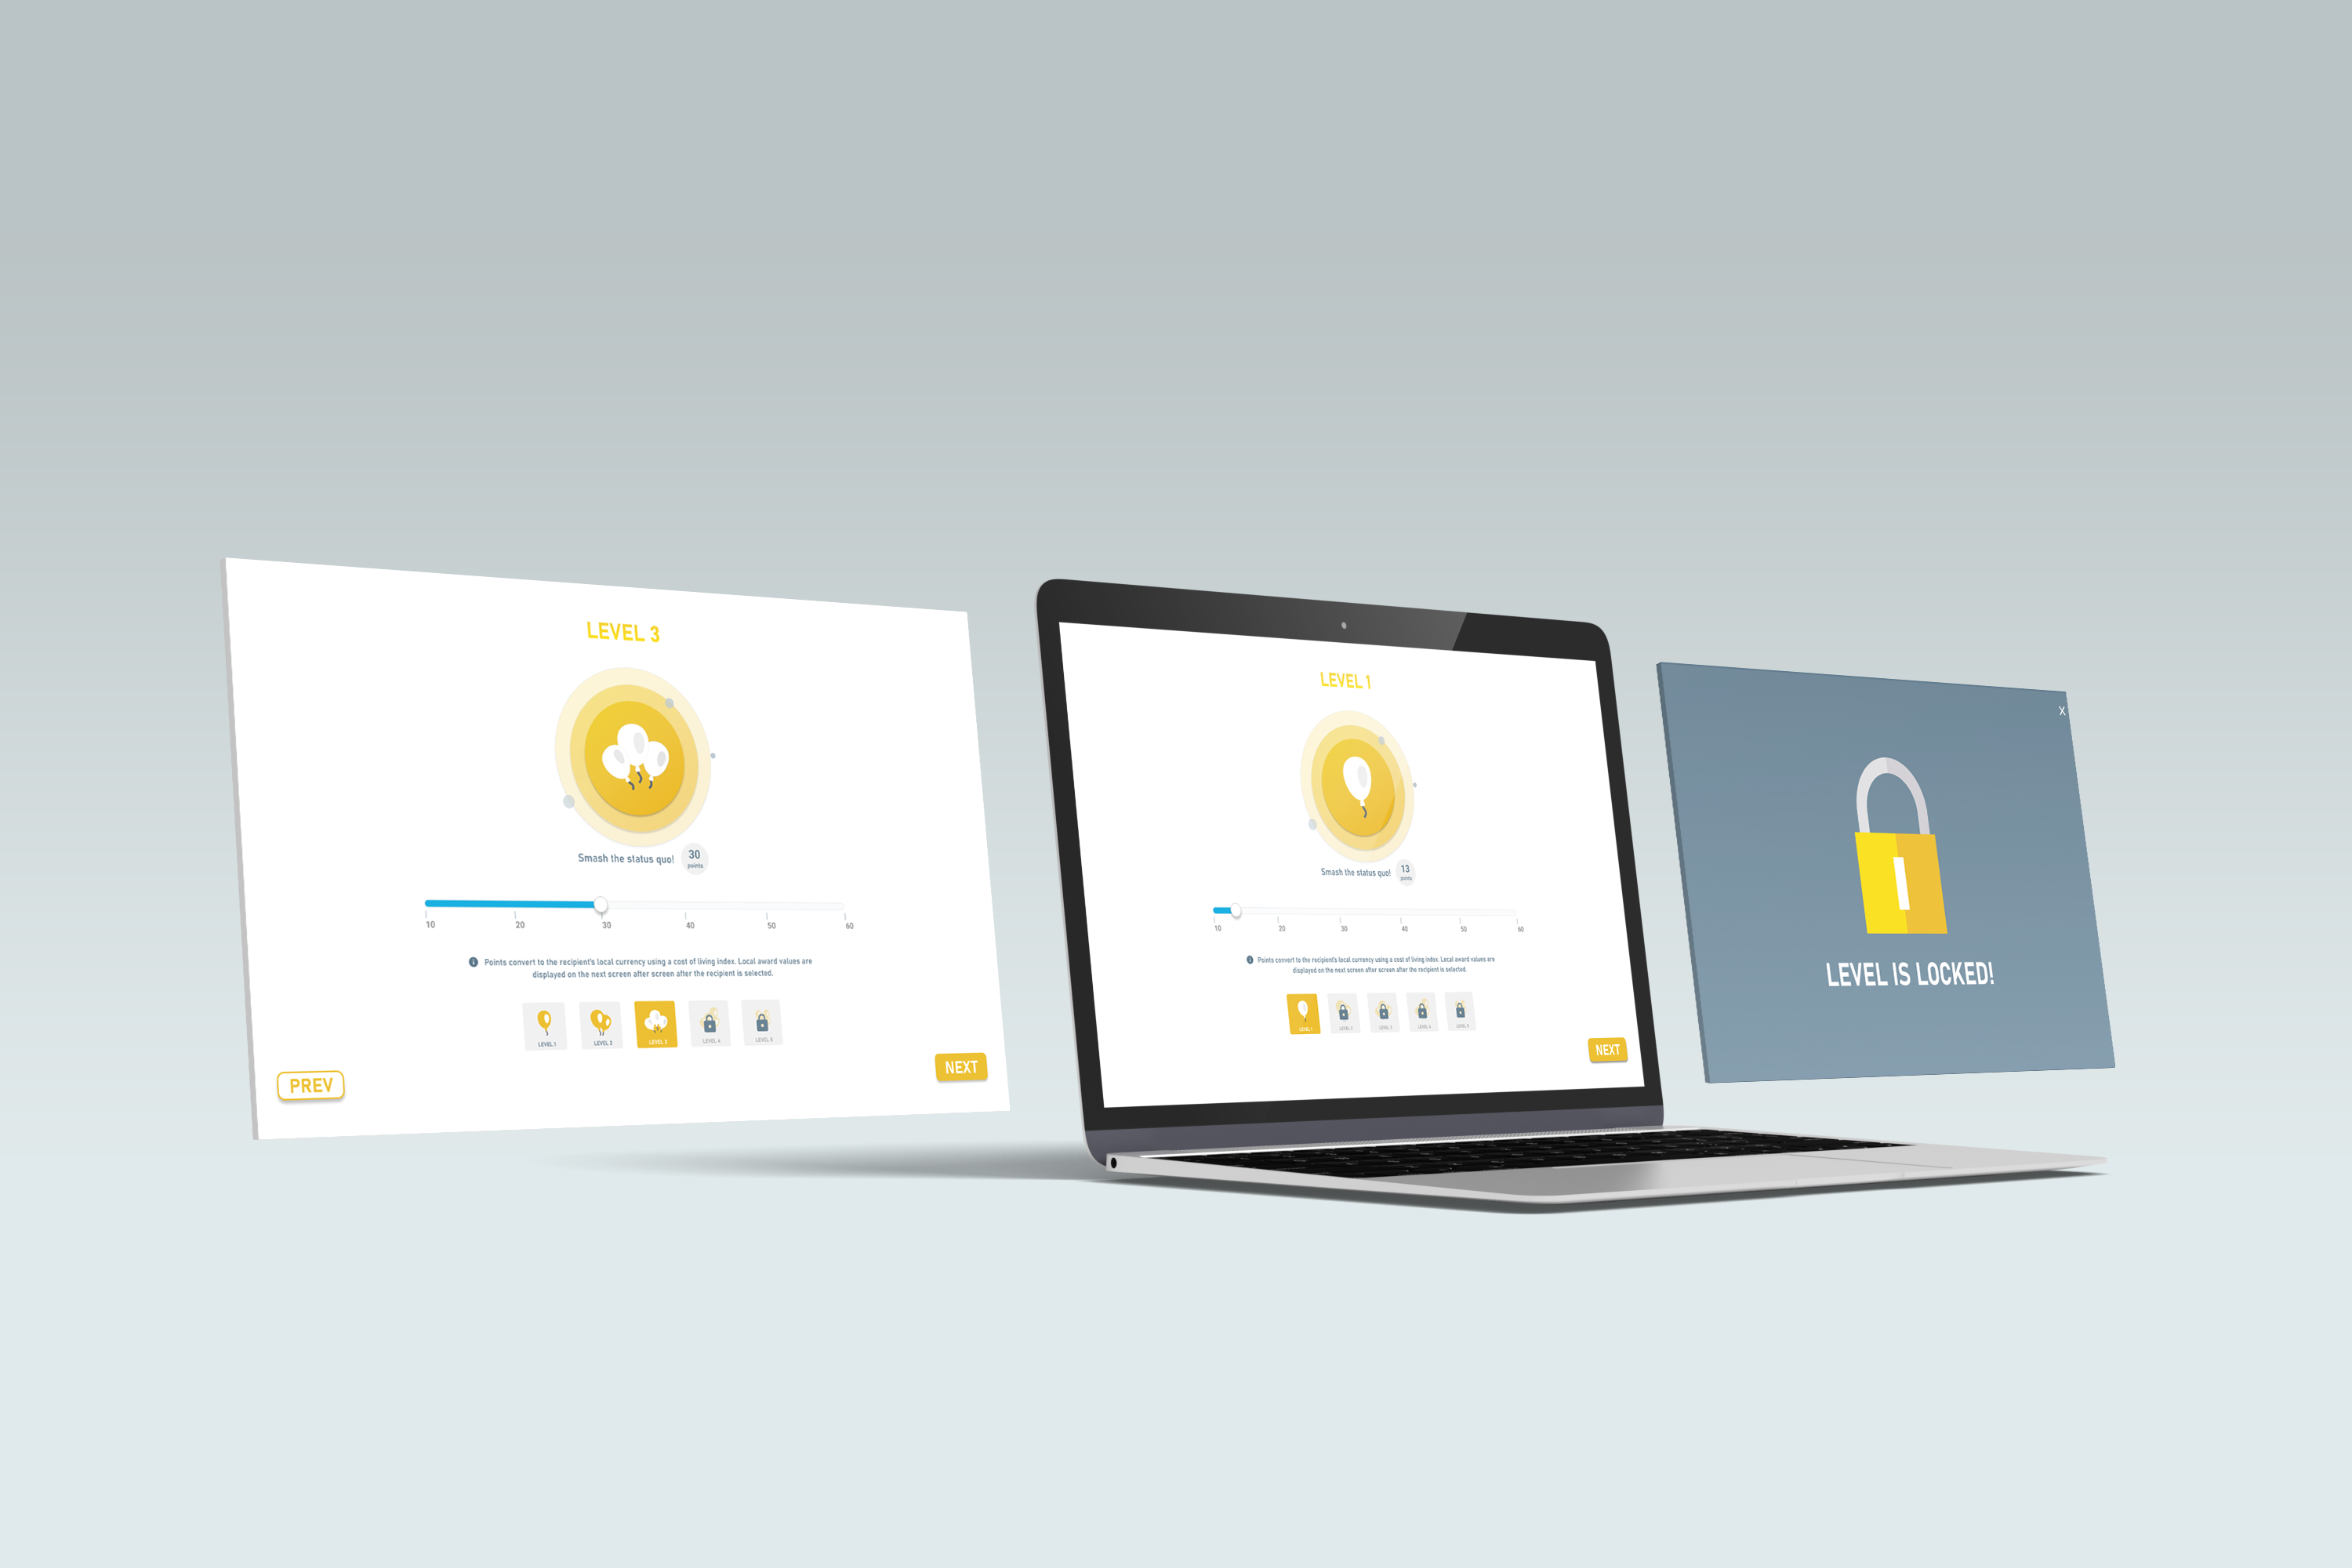 LEVEL 3
Smash the status quo!
30
points
10 20 30 40 50 60
Points convert to the recipient's local currency using a cost of living index. Local award values are
displayed on the next screen after screen after the recipient is selected.
LEVEL 1 LEVEL 2 LEVEL 3 LEVEL 4 LEVEL 5
PREV
NEXT
LEVEL 1
Smash the status quo!
13
points
10 20 30 40 50 60
Points convert to the recipient's local currency using a cost of living index. Local award values are
displayed on the next screen after screen after the recipient is selected.
LEVEL 1 LEVEL 2 LEVEL 3 LEVEL 4 LEVEL 5
NEXT
X
LEVEL IS LOCKED!